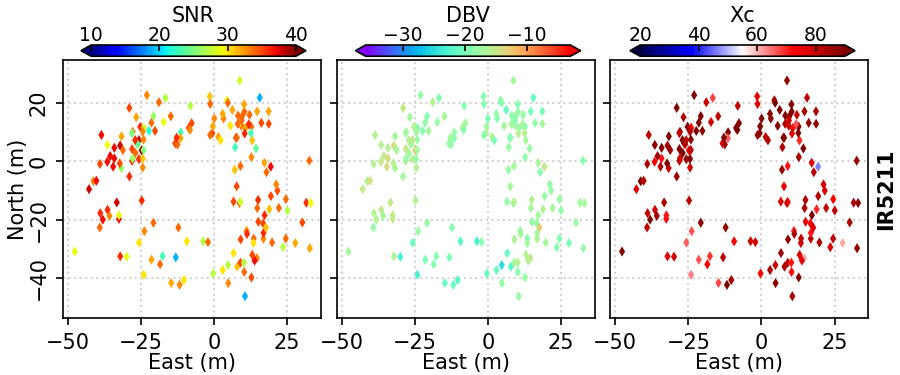 SNR DBV Xc
10 20 30 40 −30 −20 −10 20 40 60 80
20
0
−20
−40
North (m)
IR5211
−50 −25 0 25 −50 −25 0 25 −50 −25 0 25
East (m) East (m) East (m)